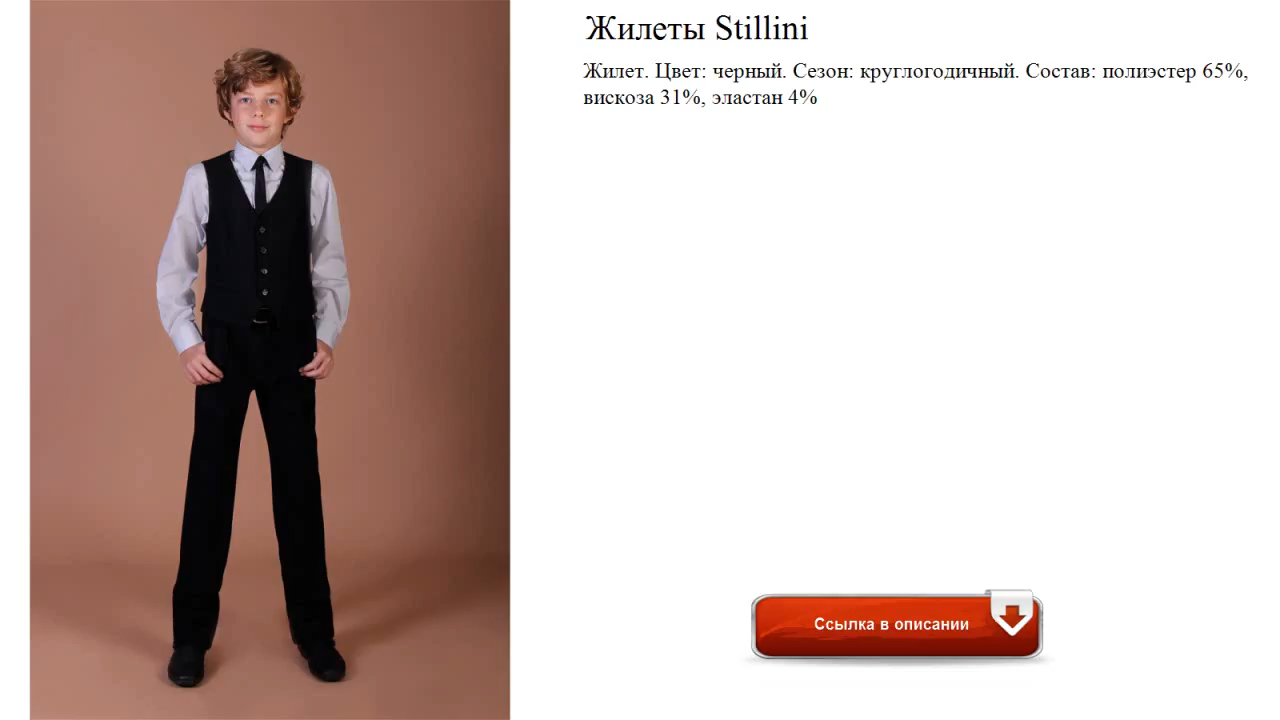 Жилеты Stillini
Жилет. Цвет: черный. Сезон: круглогодичный. Состав: полиэстер 65%,
вискоза 31%, эластан 4%
Ссылка в описании